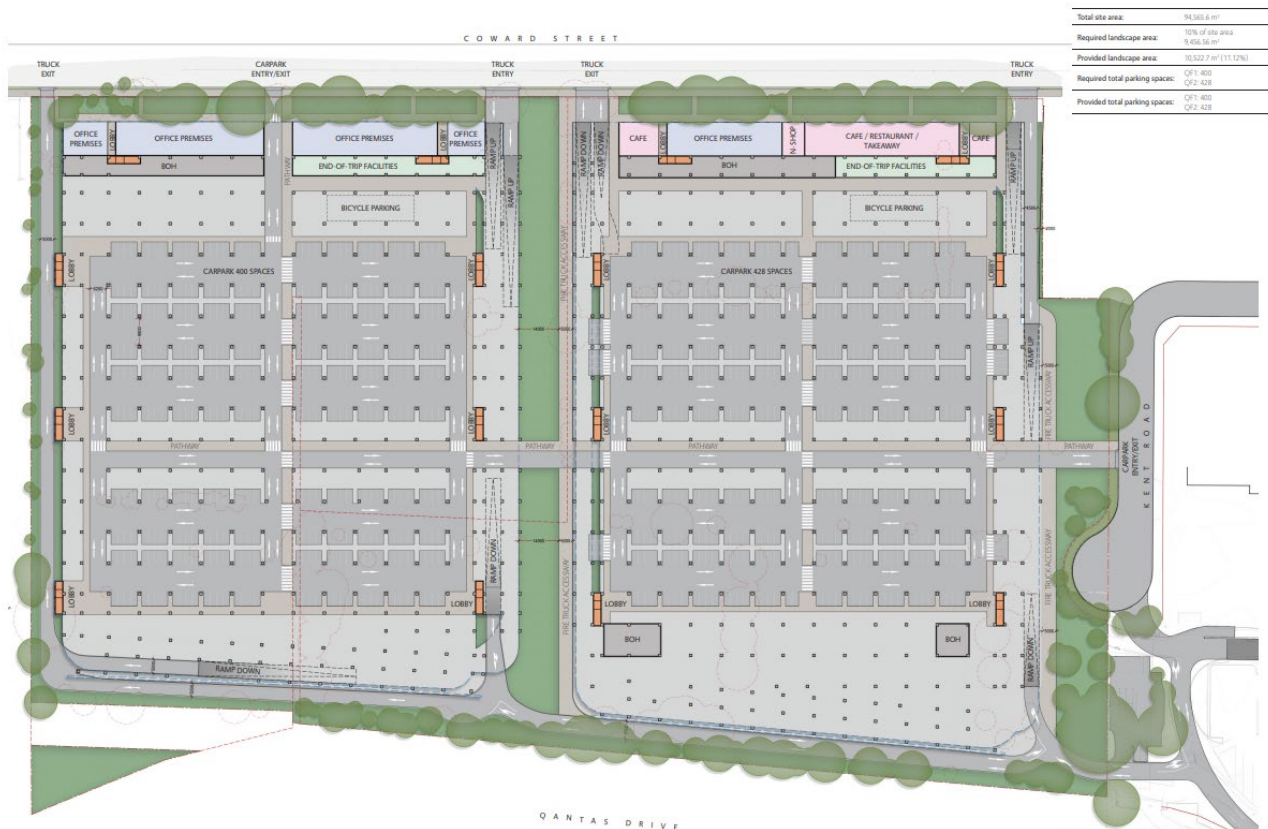 Total site area: 94,565.6 m²
Required landscape area: 10% of site area
9,456.56 m²
Provided landscape area: 10,522.7 m² (11.12%)
Required total parking spaces: QF1: 400
QF2: 428
Provided total parking spaces: QF1: 400
QF2: 428
COWARD STREET
TRUCK EXIT
CARPARK ENTRY/EXIT
TRUCK ENTRY
TRUCK EXIT
TRUCK ENTRY
OFFICE PREMISES
LOBBY
OFFICE PREMISES
OFFICE PREMISES
LOBBY
OFFICE PREMISES
RAMP UP
RAMP DOWN
RAMP DOWN
CAFE
LOBBY
OFFICE PREMISES
N-SHOP
CAFE / RESTAURANT / TAKEAWAY
LOBBY
CAFE
RAMP UP
BOH
PATHWAY
END-OF-TRIP FACILITIES
RAMP UP
BOH
END-OF-TRIP FACILITIES
BICYCLE PARKING
BICYCLE PARKING
LOBBY
CARPARK 400 SPACES
LOBBY
FIRE TRUCK ACCESSWAY
LOBBY
CARPARK 428 SPACES
LOBBY
RAMP UP
FIRE TRUCK ACCESSWAY
LOBBY
LOBBY
LOBBY
LOBBY
PATHWAY
PATHWAY
PATHWAY
PATHWAY
CARPARK ENTRY/EXIT
KENT ROAD
RAMP DOWN
FIRE TRUCK ACCESSWAY
FIRE TRUCK ACCESSWAY
LOBBY
LOBBY
LOBBY
LOBBY
BOH
BOH
RAMP DOWN
RAMP DOWN
QANTAS DRIVE